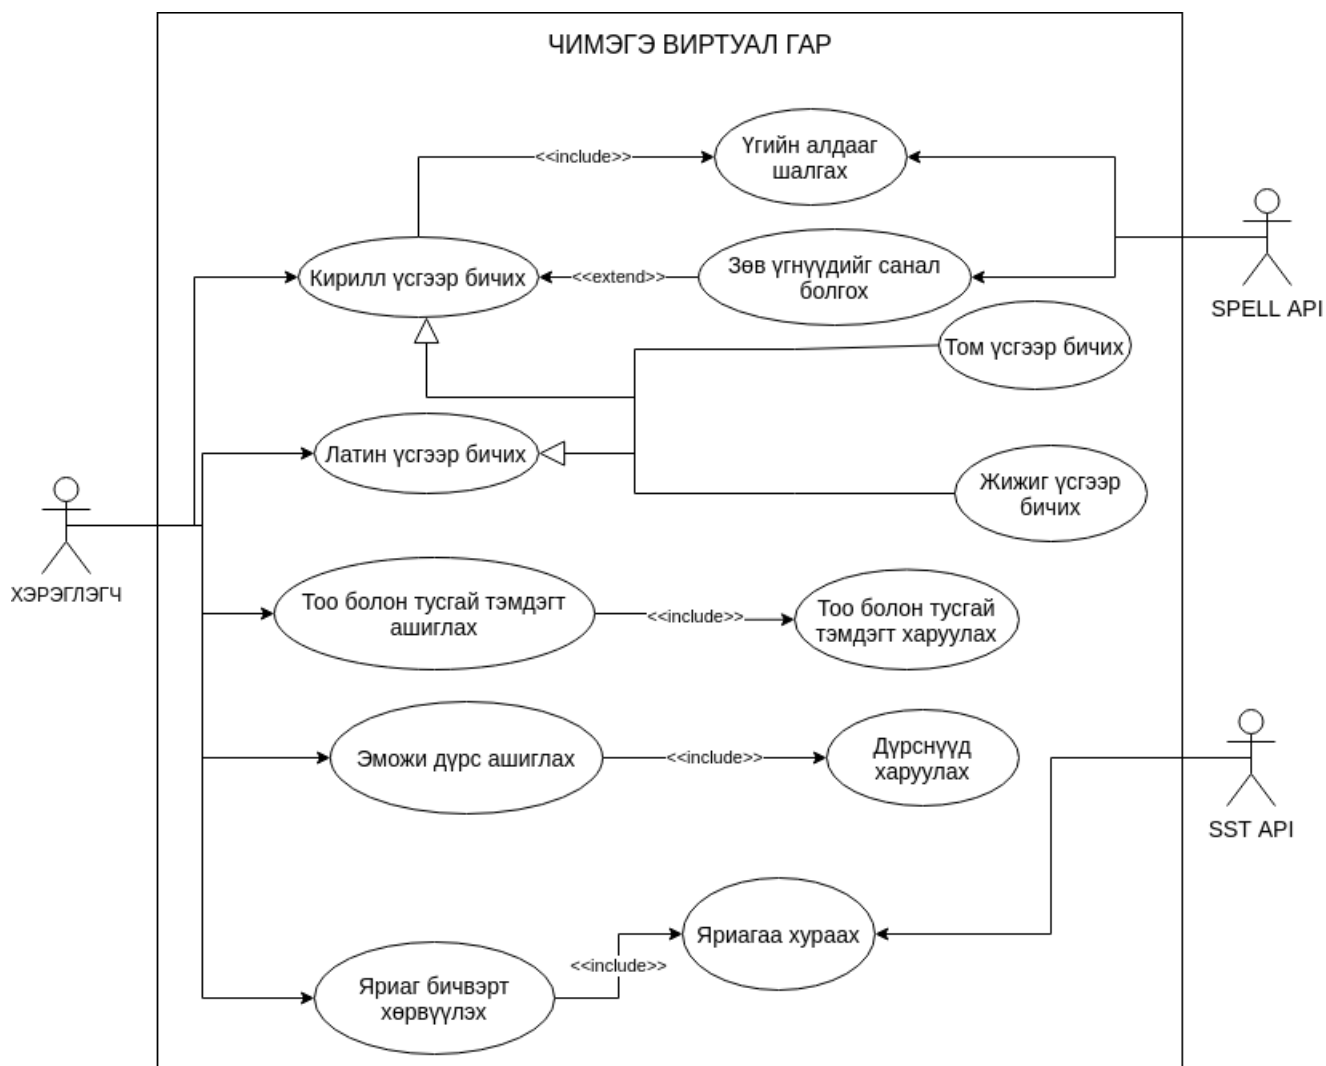 ЧИМЭГЭ ВИРТУАЛ ГАР
Үгийн алдааг
шалгах
<<include>>
Кирилл үсгээр бичих
<<extend>>
Зөв үгнүүдийг санал
болгох
SPELL API
Том үсгээр бичих
Латин үсгээр бичих
Жижиг үсгээр
бичих
ХЭРЭГЛЭГЧ
Тоо болон тусгай тэмдэгт
ашиглах
<<include>>
Тоо болон тусгай
тэмдэгт харуулах
Эможи дүрс ашиглах
<<include>>
Дүрснүүд
харуулах
SST API
Яриагаа хураах
<<include>>
Яриаг бичвэрт
хөрвүүлэх